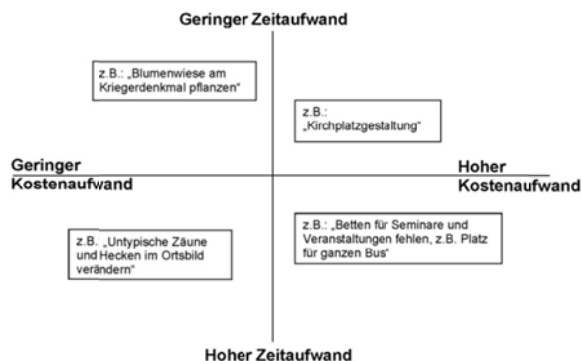 Geringer Zeitaufwand
z.B.: „Blumenwiese am
Kriegerdenkmal pflanzen“
z.B.:
„Kirchplatzgestaltung“
Geringer
Kostenaufwand
Hoher
Kostenaufwand
z.B. „Untypische Zäune
und Hecken im Ortsbild
verändern“
z.B.: „Betten für Seminare und
Veranstaltungen fehlen, z.B. Platz
für ganzen Bus“
Hoher Zeitaufwand